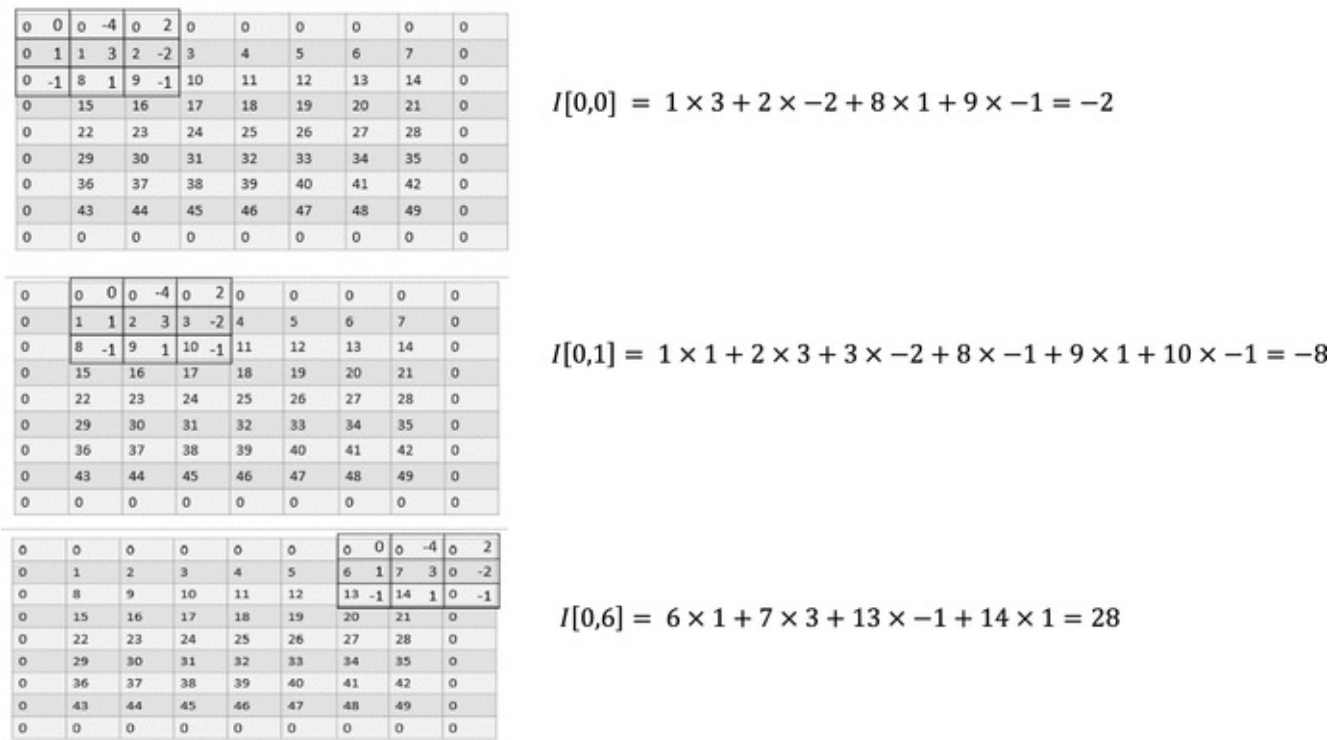 0 0 0 -4 0 2 0 0 0 0 0 0
0 1 1 3 2 -2 3 4 5 6 7 0
0 -1 8 1 9 -1 10 11 12 13 14 0
0 15 16 17 18 19 20 21 0
0 22 23 24 25 26 27 28 0
0 29 30 31 32 33 34 35 0
0 36 37 38 39 40 41 42 0
0 43 44 45 46 47 48 49 0
0 0 0 0 0 0 0 0 0
I[0,0] = 1 × 3 + 2 × −2 + 8 × 1 + 9 × −1 = −2
0 0 0 0 -4 0 2 0 0 0 0 0
0 1 1 2 3 3 -2 4 5 6 7 0
0 8 -1 9 1 10 -1 11 12 13 14 0
0 15 16 17 18 19 20 21 0
0 22 23 24 25 26 27 28 0
0 29 30 31 32 33 34 35 0
0 36 37 38 39 40 41 42 0
0 43 44 45 46 47 48 49 0
0 0 0 0 0 0 0 0 0
I[0,1] = 1 × 1 + 2 × 3 + 3 × −2 + 8 × −1 + 9 × 1 + 10 × −1 = −8
0 0 0 0 0 0 0 0 0 -4 0 2
0 1 2 3 4 5 6 1 7 3 0 -2
0 8 9 10 11 12 13 -1 14 1 0 -1
0 15 16 17 18 19 20 21 0
0 22 23 24 25 26 27 28 0
0 29 30 31 32 33 34 35 0
0 36 37 38 39 40 41 42 0
0 43 44 45 46 47 48 49 0
0 0 0 0 0 0 0 0 0
I[0,6] = 6 × 1 + 7 × 3 + 13 × −1 + 14 × 1 = 28